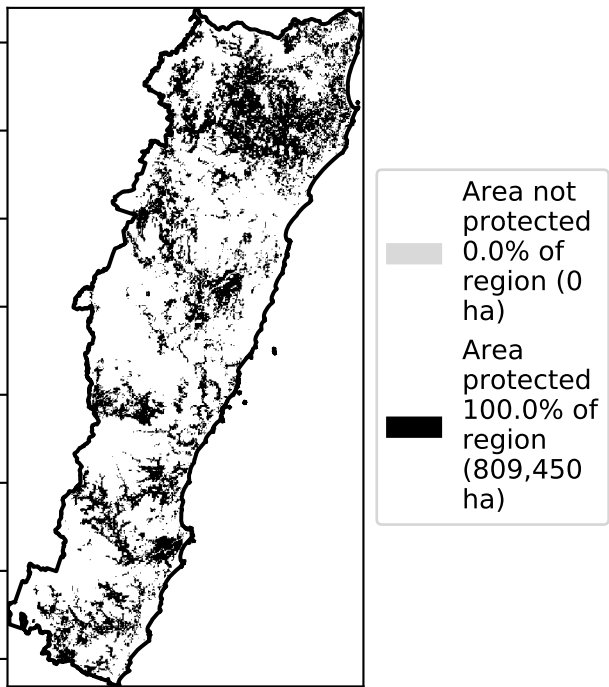 Area not
protected
0.0% of
region (0
ha)
Area
protected
100.0% of
region
(809,450
ha)